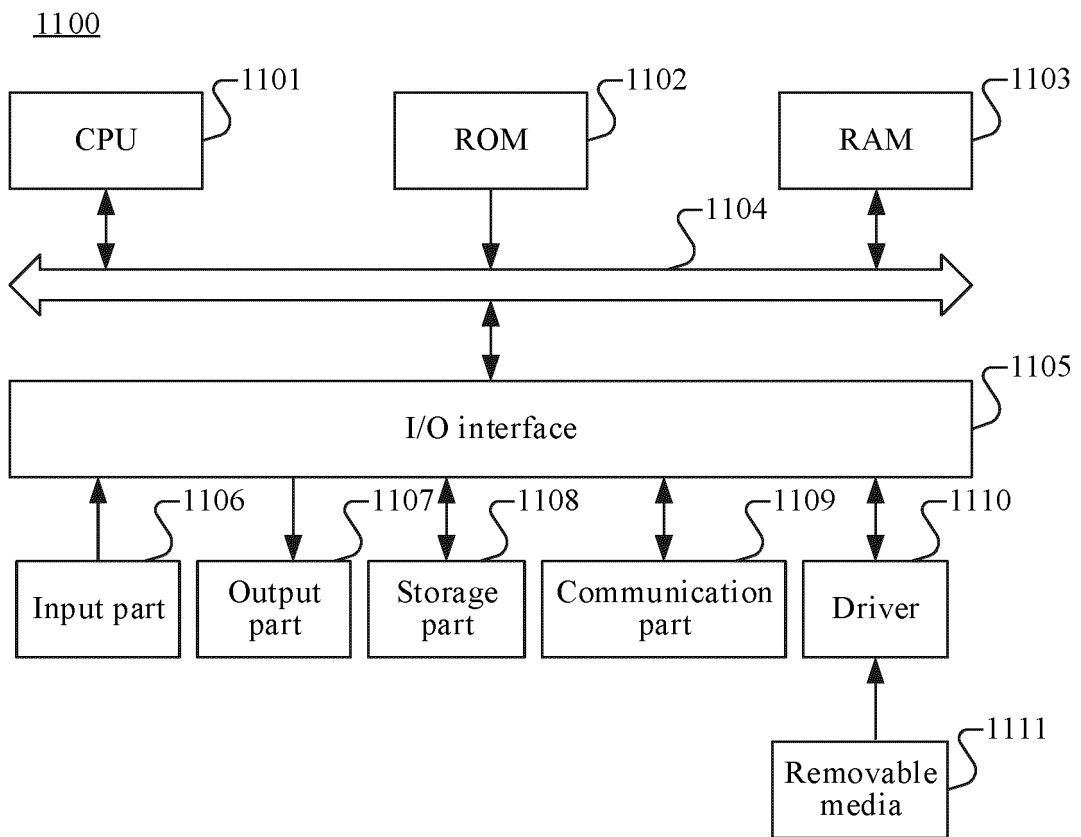 1100
1101
1102
1103
CPU
ROM
RAM
1104
1105
I/O interface
1106
1107
1108
1109
1110
Input part
Output
part
Storage
part
Communication
part
Driver
1111
Removable
media